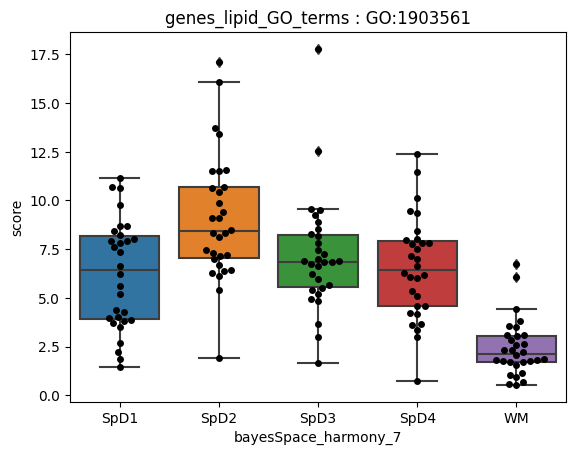 genes_lipid_GO_terms : GO:1903561
17.5
15.0
12.5
10.0
7.5
5.0
2.5
0.0
score
SpD1 SpD2 SpD3 SpD4 WM
bayesSpace_harmony_7